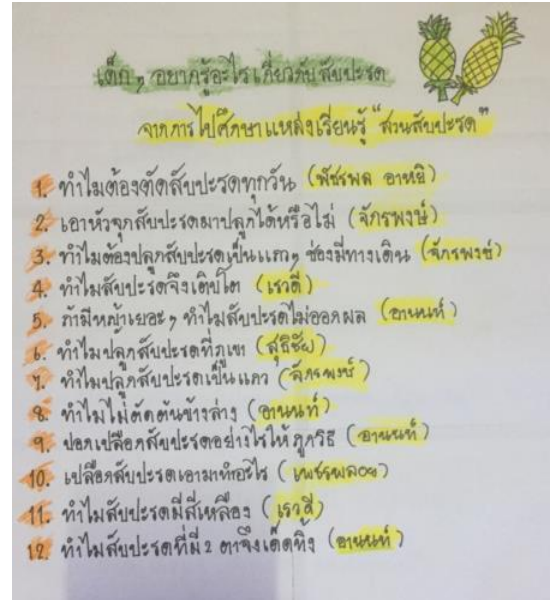 เด็ก ๆ อยากรู้อะไรเกี่ยวกับสับปะรด
จากการไปศึกษาแหล่งเรียนรู้ "สวนสับปะรด"
1. ทำไมต้องตัดสับปะรดทุกวัน (พัชรพล อาหยิ)
2. เอาหัวจุกสับปะรดมาปลูกได้หรือไม่ (จักรพงษ์)
3. ทำไมต้องปลูกสับปะรดเป็นแถวๆ ช่องมีทางเดิน (จักรพงษ์)
4. ทำไมสับปะรดจึงเติบโต (เรวดี)
5. ถ้ามีหญ้าเยอะ ๆ ทำไมสับปะรดไม่ออกผล (อานนท์)
6. ทำไมปลูกสับปะรดที่ภูเขา (สุธิชัย)
7. ทำไมปลูกสับปะรดเป็นแถว (จักรพงษ์)
8. ทำไมไม่ตัดต้นข้างล่าง (อานนท์)
9. ปอกเปลือกสับปะรดอย่างไรให้ถูกวิธี (อานนท์)
10. เปลือกสับปะรดเอามาทำอะไร (เพชรพลอย)
11. ทำไมสับปะรดมีสีเหลือง (เรวดี)
12. ทำไมสับปะรดที่มี 2 ตาจึงเด็ดทิ้ง (อานนท์)